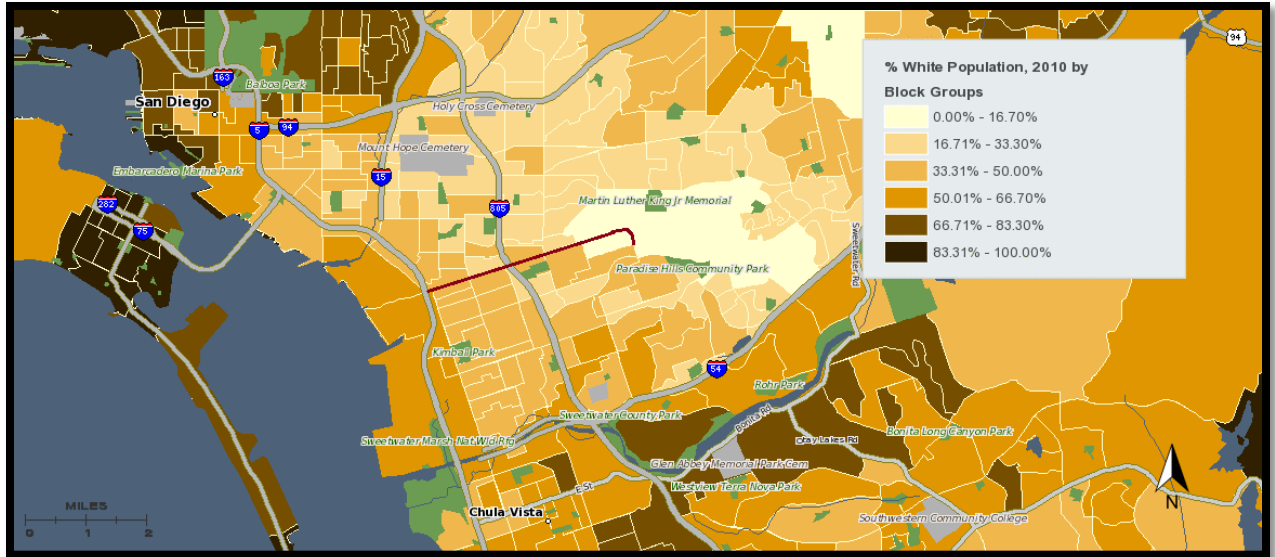 94
% White Population, 2010 by
Block Groups
0.00% - 16.70%
16.71% - 33.30%
33.31% - 50.00%
50.01% - 66.70%
66.71% - 83.30%
83.31% - 100.00%
163
Balboa Park
San Diego
Holy Cross Cemetery
5
94
Mount Hope Cemetery
Embarcadero Marina Park
15
282
75
805
Martin Luther King Jr Memorial
Sweetwater Rd
Paradise Hills Community Park
Kimball Park
54
Rohr Park
Sweetwater County Park
Bonita Rd
Otay Lakes Rd
Bonita Long Canyon Park
Sweetwater Marsh Nat Wld Rfg
Glen Abbey Memorial Park Cem
Westview Terra Nova Park
E St
Chula Vista
Southwestern Community College
MILES
0 1 2
N